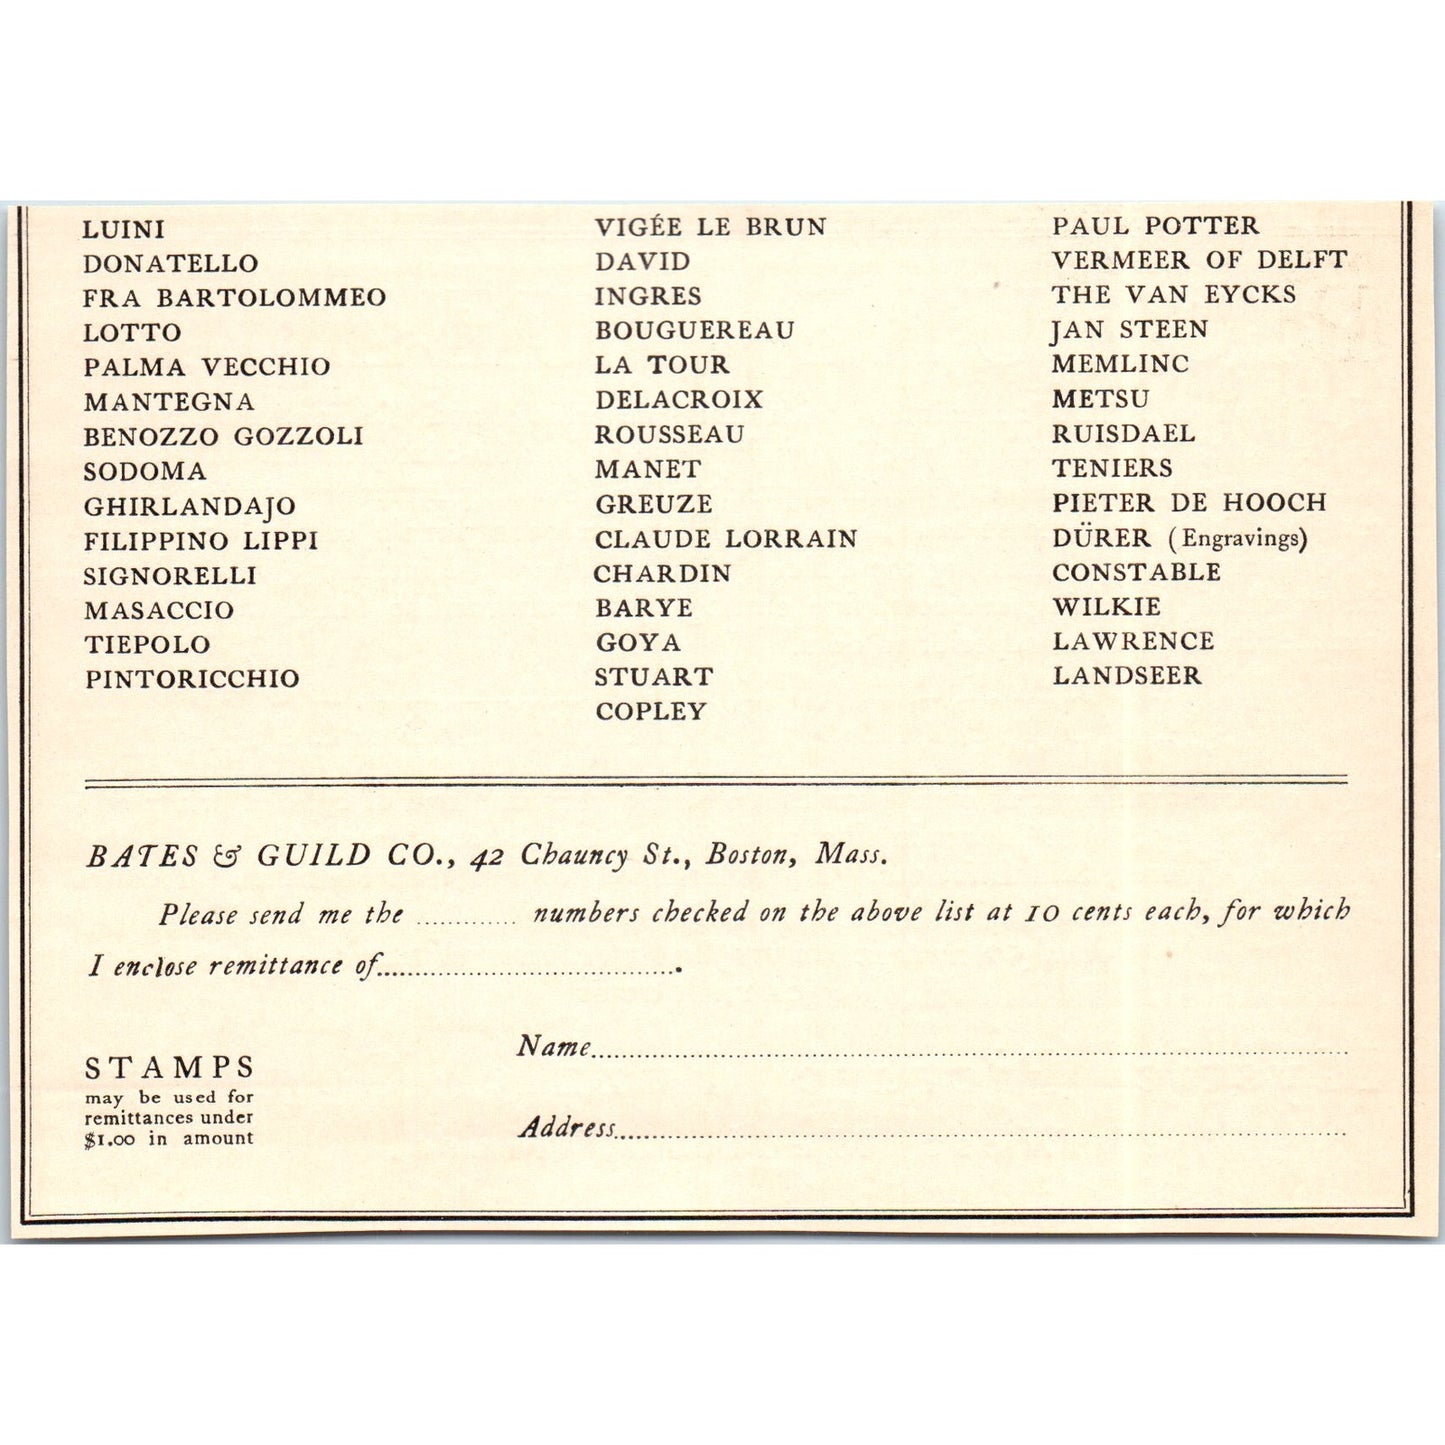 LUINI
DONATELLO
FRA BARTOLOMMEO
LOTTO
PALMA VECCHIO
MANTEGNA
BENOZZO GOZZOLI
SODOMA
GHIRLANDAJO
FILIPPINO LIPPI
SIGNORELLI
MASACCIO
TIEPOLO
PINTORICCHIO
VIGÉE LE BRUN
DAVID
INGRES
BOUGUEREAU
LA TOUR
DELACROIX
ROUSSEAU
MANET
GREUZE
CLAUDE LORRAIN
CHARDIN
BARYE
GOYA
STUART
COPLEY
PAUL POTTER
VERMEER OF DELFT
THE VAN EYCKS
JAN STEEN
MEMLINC
METSU
RUISDAEL
TENIERS
PIETER DE HOOCH
DÜRER (Engravings)
CONSTABLE
WILKIE
LAWRENCE
LANDSEER
BATES & GUILD CO., 42 Chauncy St., Boston, Mass.
Please send me the ............ numbers checked on the above list at 10 cents each, for which
I enclose remittance of....................................
STAMPS
may be used for
remittances under
$1.00 in amount
Name....................................
Address....................................